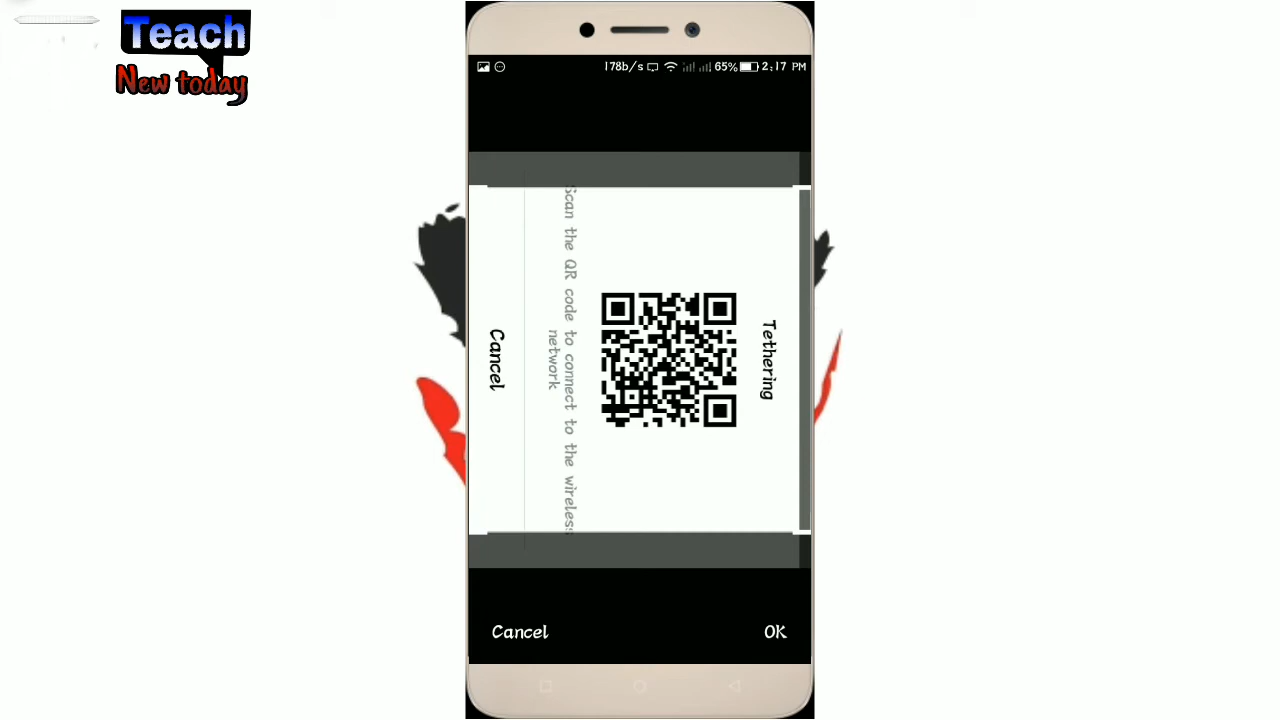 Teach
New today
178b/s 65% 2:17 PM
Tethering
Scan the QR code to connect to the wireless
network
Cancel
Cancel
OK